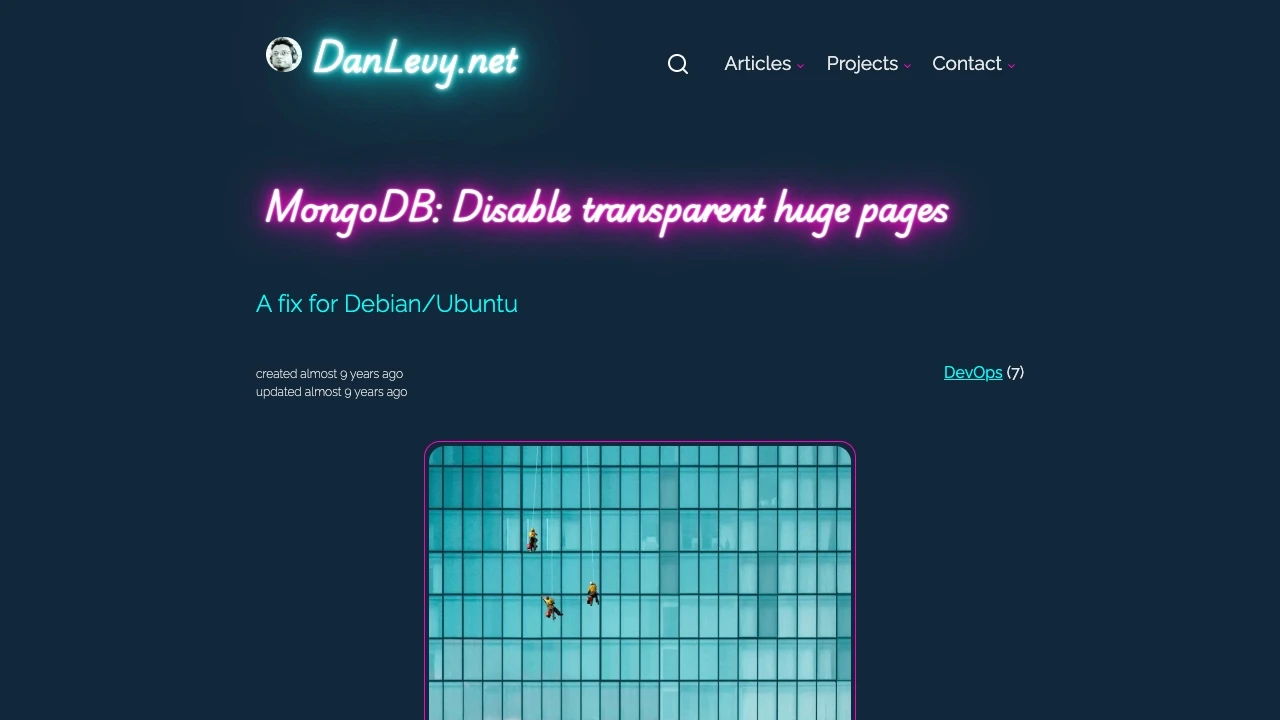 DanLevy.net
Articles
Projects
Contact
MongoDB: Disable transparent huge pages
A fix for Debian/Ubuntu
created almost 9 years ago
updated almost 9 years ago
DevOps (7)